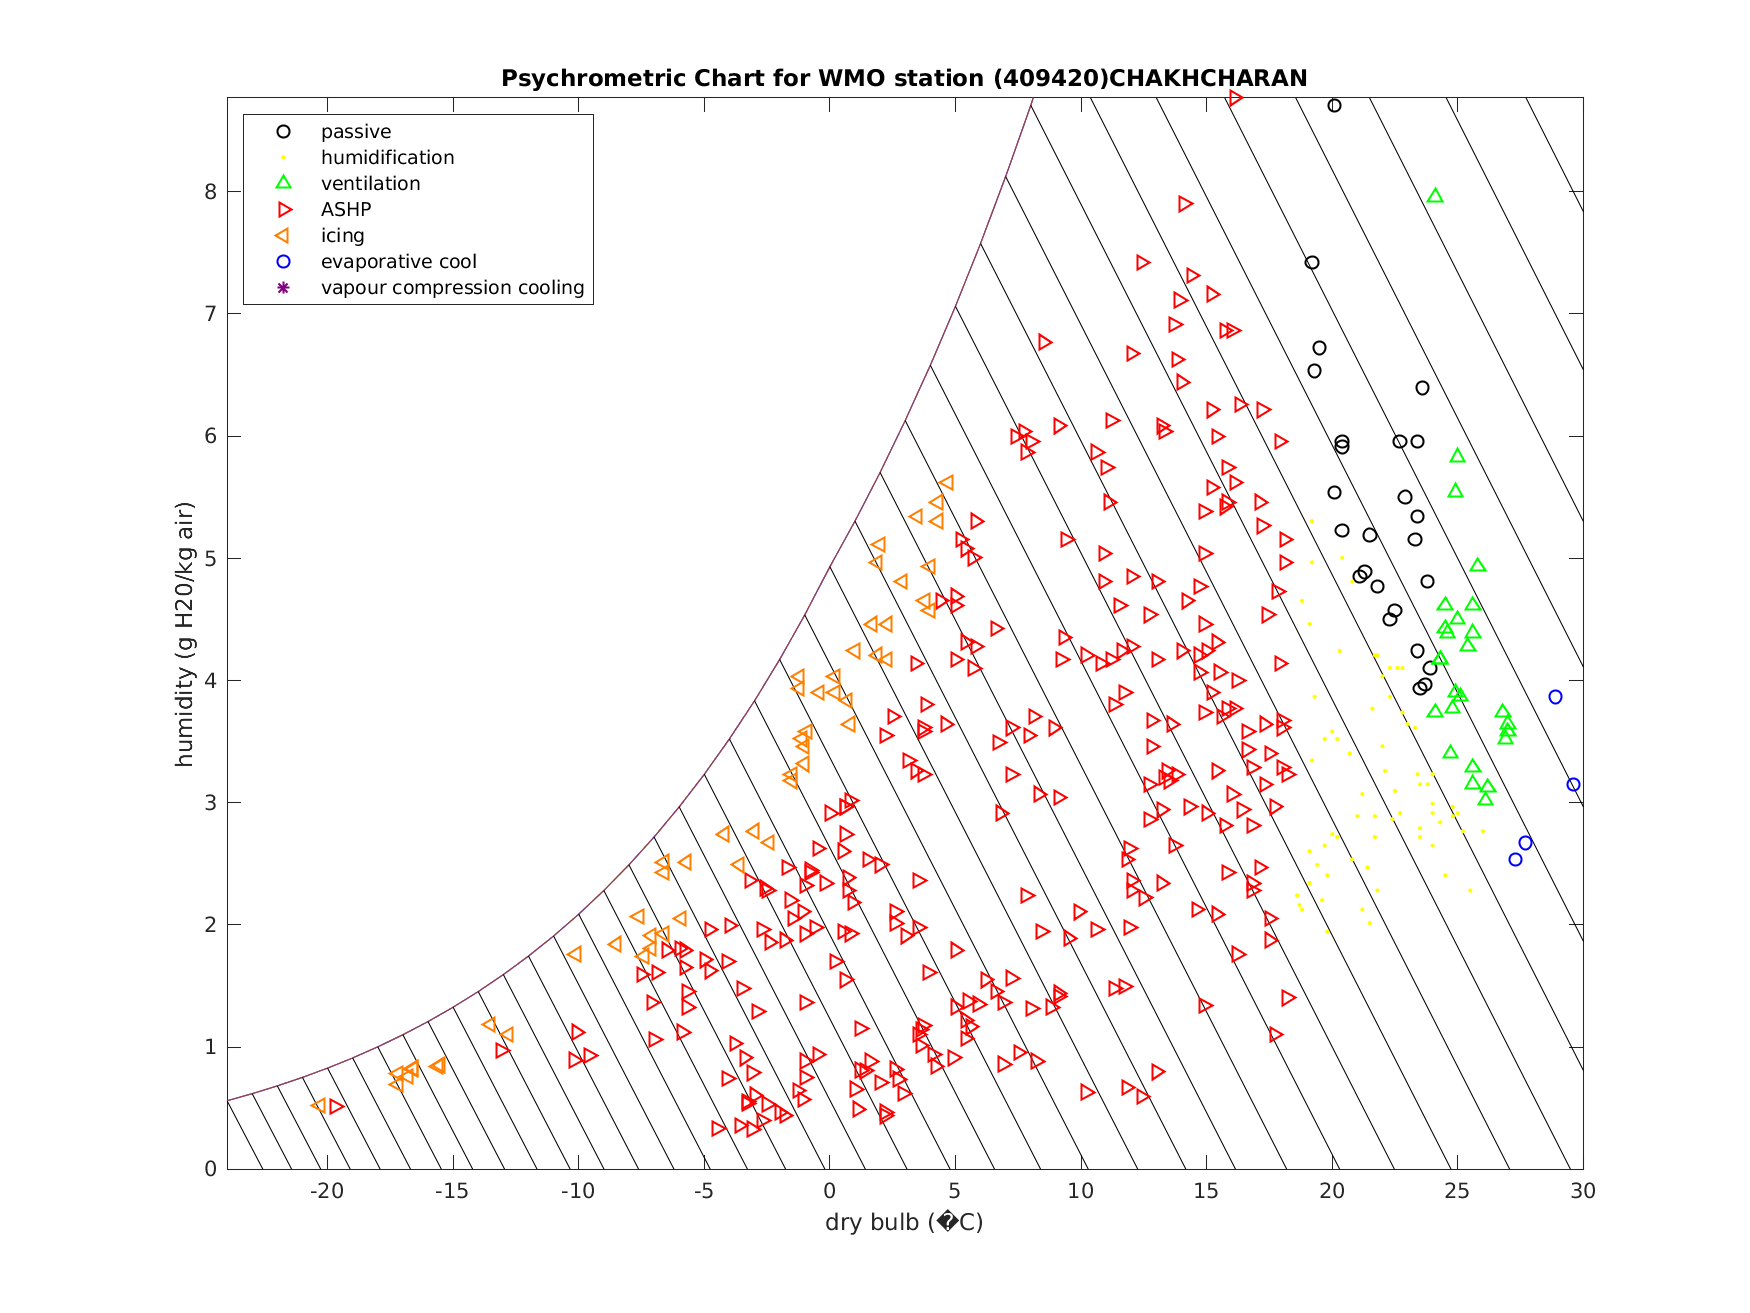 Psychrometric Chart for WMO station (409420)CHAKHCHARAN
passive
humidification
ventilation
ASHP
icing
evaporative cool
vapour compression cooling
humidity (g H20/kg air)
8
7
6
5
4
3
2
1
0
-20 -15 -10 -5 0 5 10 15 20 25 30
dry bulb (�C)